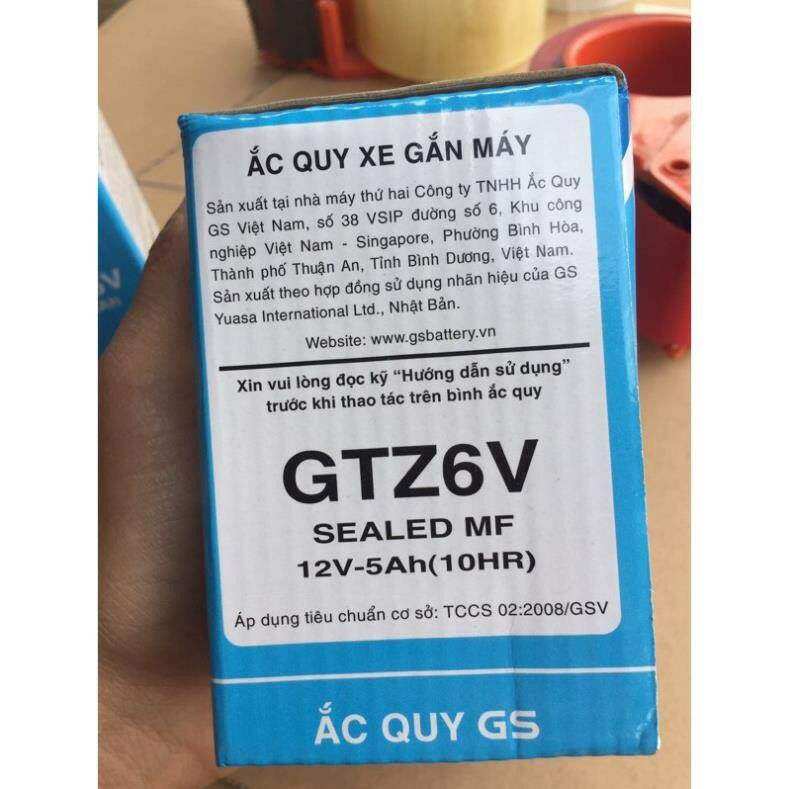 ẮC QUY XE GẮN MÁY
Sản xuất tại nhà máy thứ hai Công ty TNHH Ắc Quy
GS Việt Nam, số 38 VSIP đường số 6, Khu công
nghiệp Việt Nam - Singapore, Phường Bình Hòa,
Thành phố Thuận An, Tỉnh Bình Dương, Việt Nam.
Sản xuất theo hợp đồng sử dụng nhãn hiệu của GS
Yuasa International Ltd., Nhật Bản.
Website: www.gsbattery.vn
Xin vui lòng đọc kỹ “Hướng dẫn sử dụng”
trước khi thao tác trên bình ắc quy
GTZ6V
SEALED MF
12V-5Ah(10HR)
Áp dụng tiêu chuẩn cơ sở: TCCS 02:2008/GSV
ẮC QUY GS